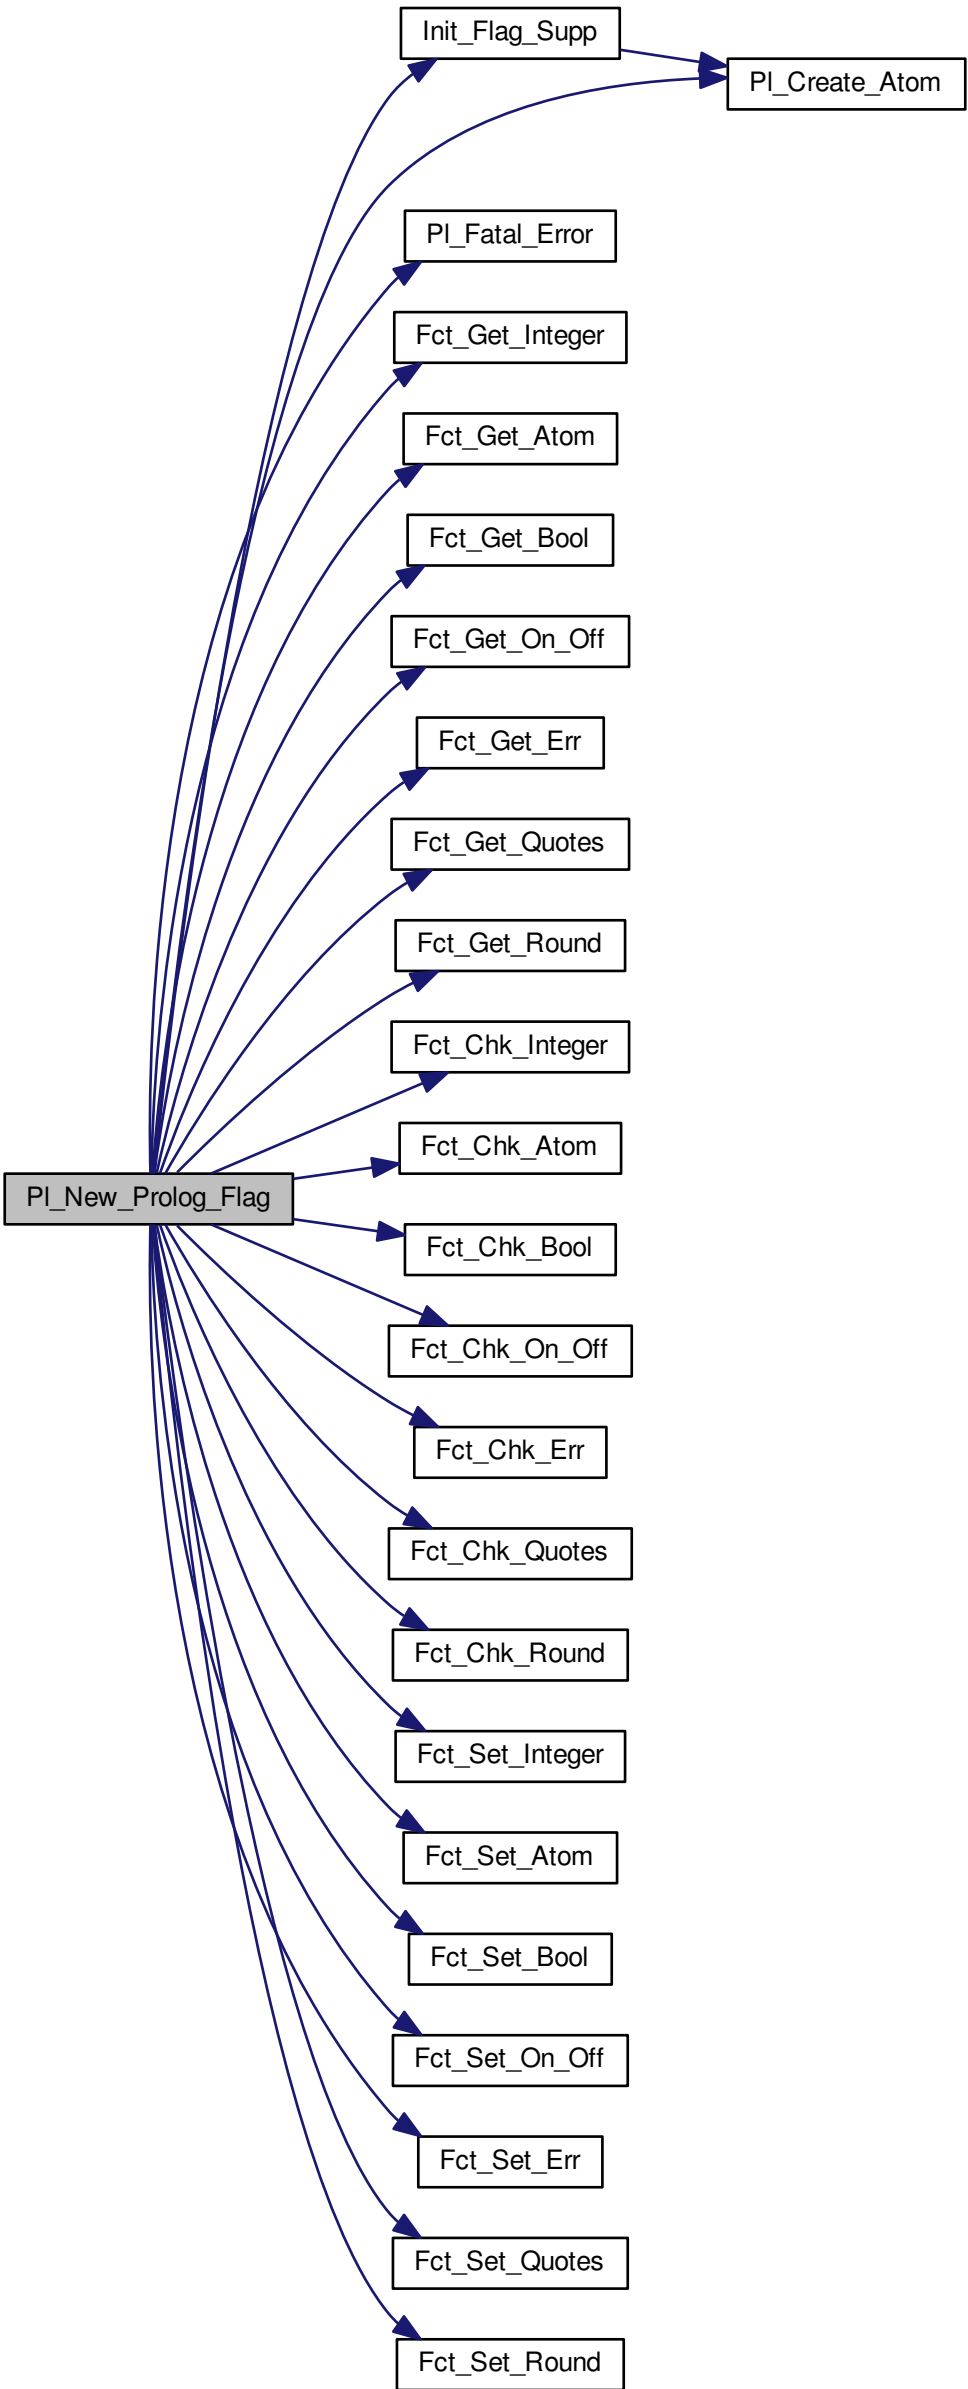 Init_Flag_Supp
Pl_Create_Atom
Pl_Fatal_Error
Fct_Get_Integer
Fct_Get_Atom
Fct_Get_Bool
Fct_Get_On_Off
Fct_Get_Err
Fct_Get_Quotes
Fct_Get_Round
Fct_Chk_Integer
Fct_Chk_Atom
Pl_New_Prolog_Flag
Fct_Chk_Bool
Fct_Chk_On_Off
Fct_Chk_Err
Fct_Chk_Quotes
Fct_Chk_Round
Fct_Set_Integer
Fct_Set_Atom
Fct_Set_Bool
Fct_Set_On_Off
Fct_Set_Err
Fct_Set_Quotes
Fct_Set_Round